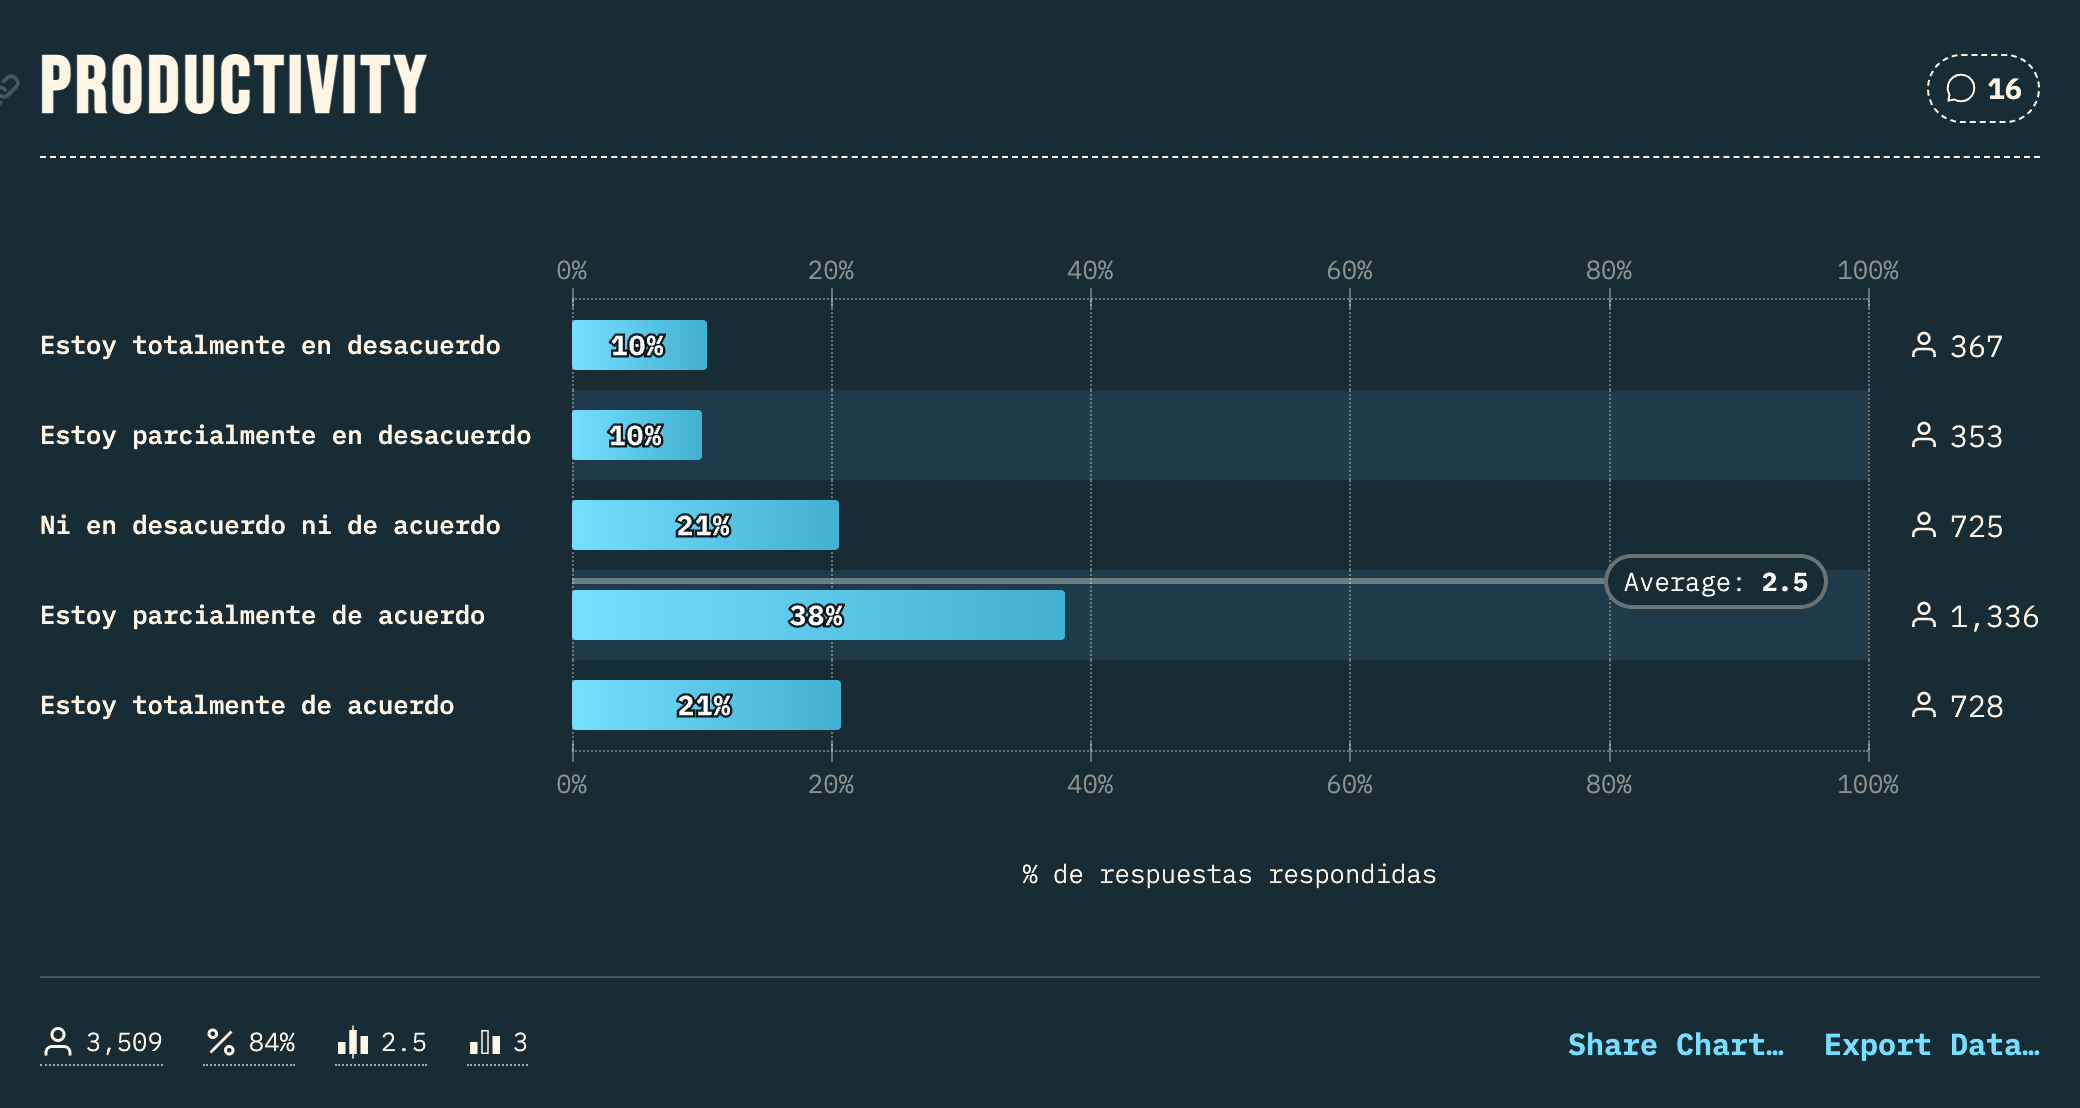 PRODUCTIVITY
16
0% 20% 40% 60% 80% 100%
Estoy totalmente en desacuerdo 10% 367
Estoy parcialmente en desacuerdo 10% 353
Ni en desacuerdo ni de acuerdo 21% 725
Average: 2.5
Estoy parcialmente de acuerdo 38% 1,336
Estoy totalmente de acuerdo 21% 728
0% 20% 40% 60% 80% 100%
% de respuestas respondidas
3,509 84% 2.5 3 Share Chart… Export Data…